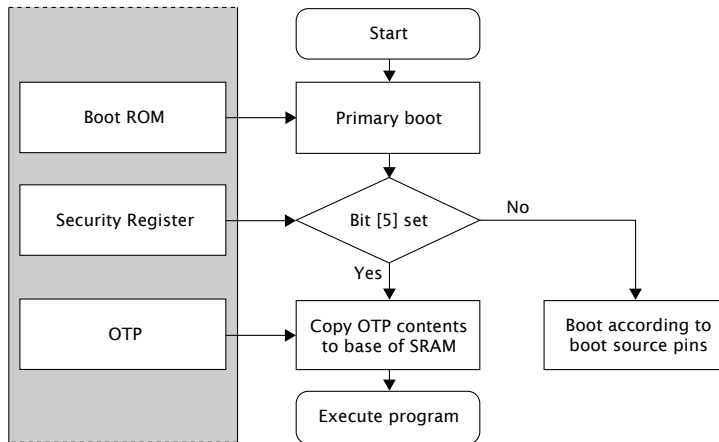 Start
Boot ROM
Primary boot
Security Register
Bit [5] set
No
Yes
OTP
Copy OTP contents
to base of SRAM
Boot according to
boot source pins
Execute program